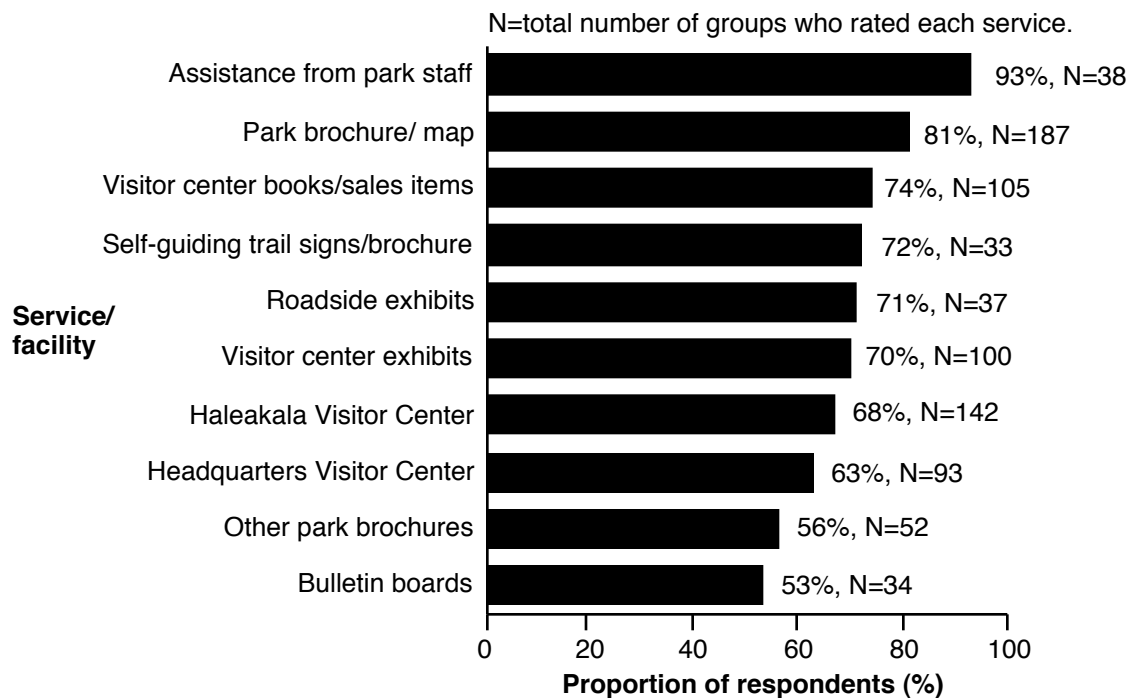 N=total number of groups who rated each service.
Assistance from park staff 93%, N=38
Park brochure/ map 81%, N=187
Visitor center books/sales items 74%, N=105
Self-guiding trail signs/brochure 72%, N=33
Roadside exhibits 71%, N=37
Service/
facility
Visitor center exhibits 70%, N=100
Haleakala Visitor Center 68%, N=142
Headquarters Visitor Center 63%, N=93
Other park brochures 56%, N=52
Bulletin boards 53%, N=34
0 20 40 60 80 100
Proportion of respondents (%)